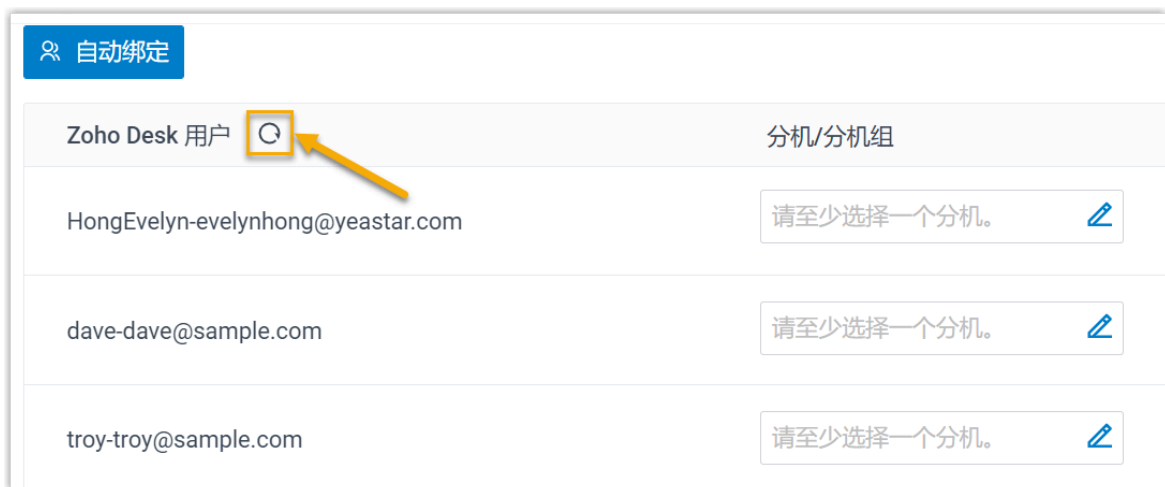 自动绑定
Zoho Desk 用户 分机/分机组
HongEvelyn-evelynhong@yeastar.com 请至少选择一个分机。
dave-dave@sample.com 请至少选择一个分机。
troy-troy@sample.com 请至少选择一个分机。